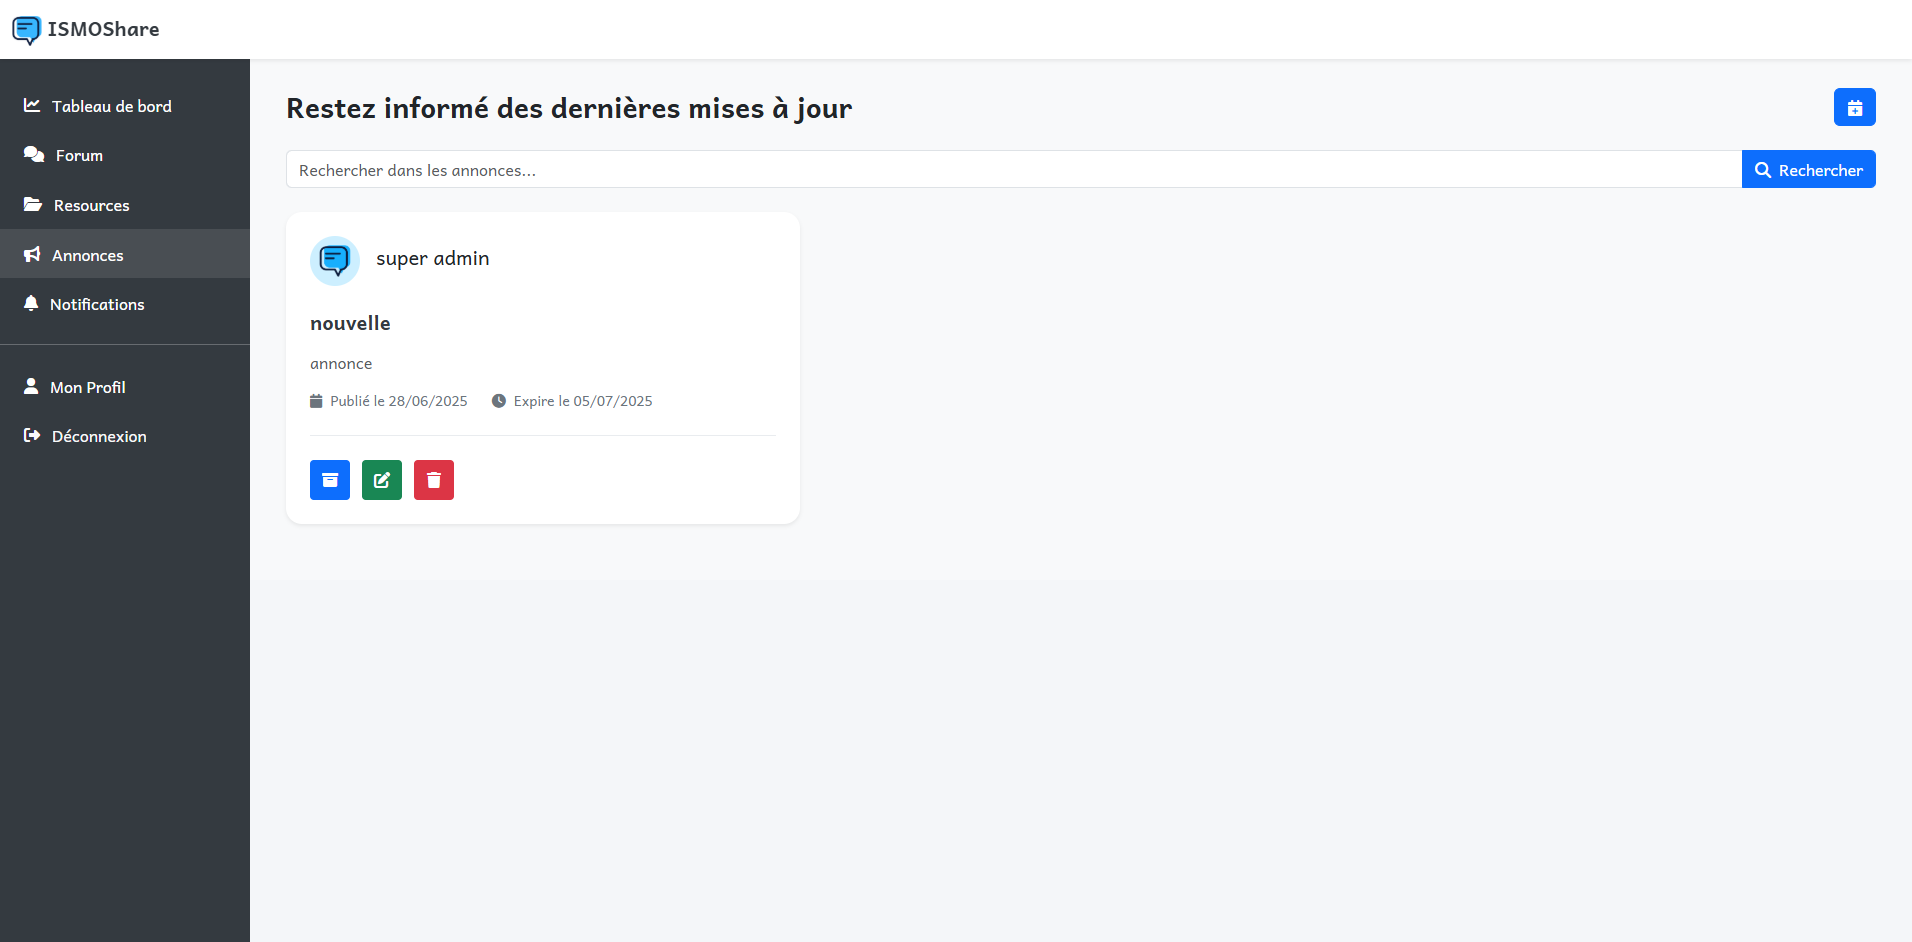 ISMOShare
Tableau de bord
Forum
Resources
Annonces
Notifications
Mon Profil
Déconnexion
Restez informé des dernières mises à jour
Rechercher dans les annonces...
Rechercher
super admin
nouvelle
annonce
Publié le 28/06/2025 Expire le 05/07/2025